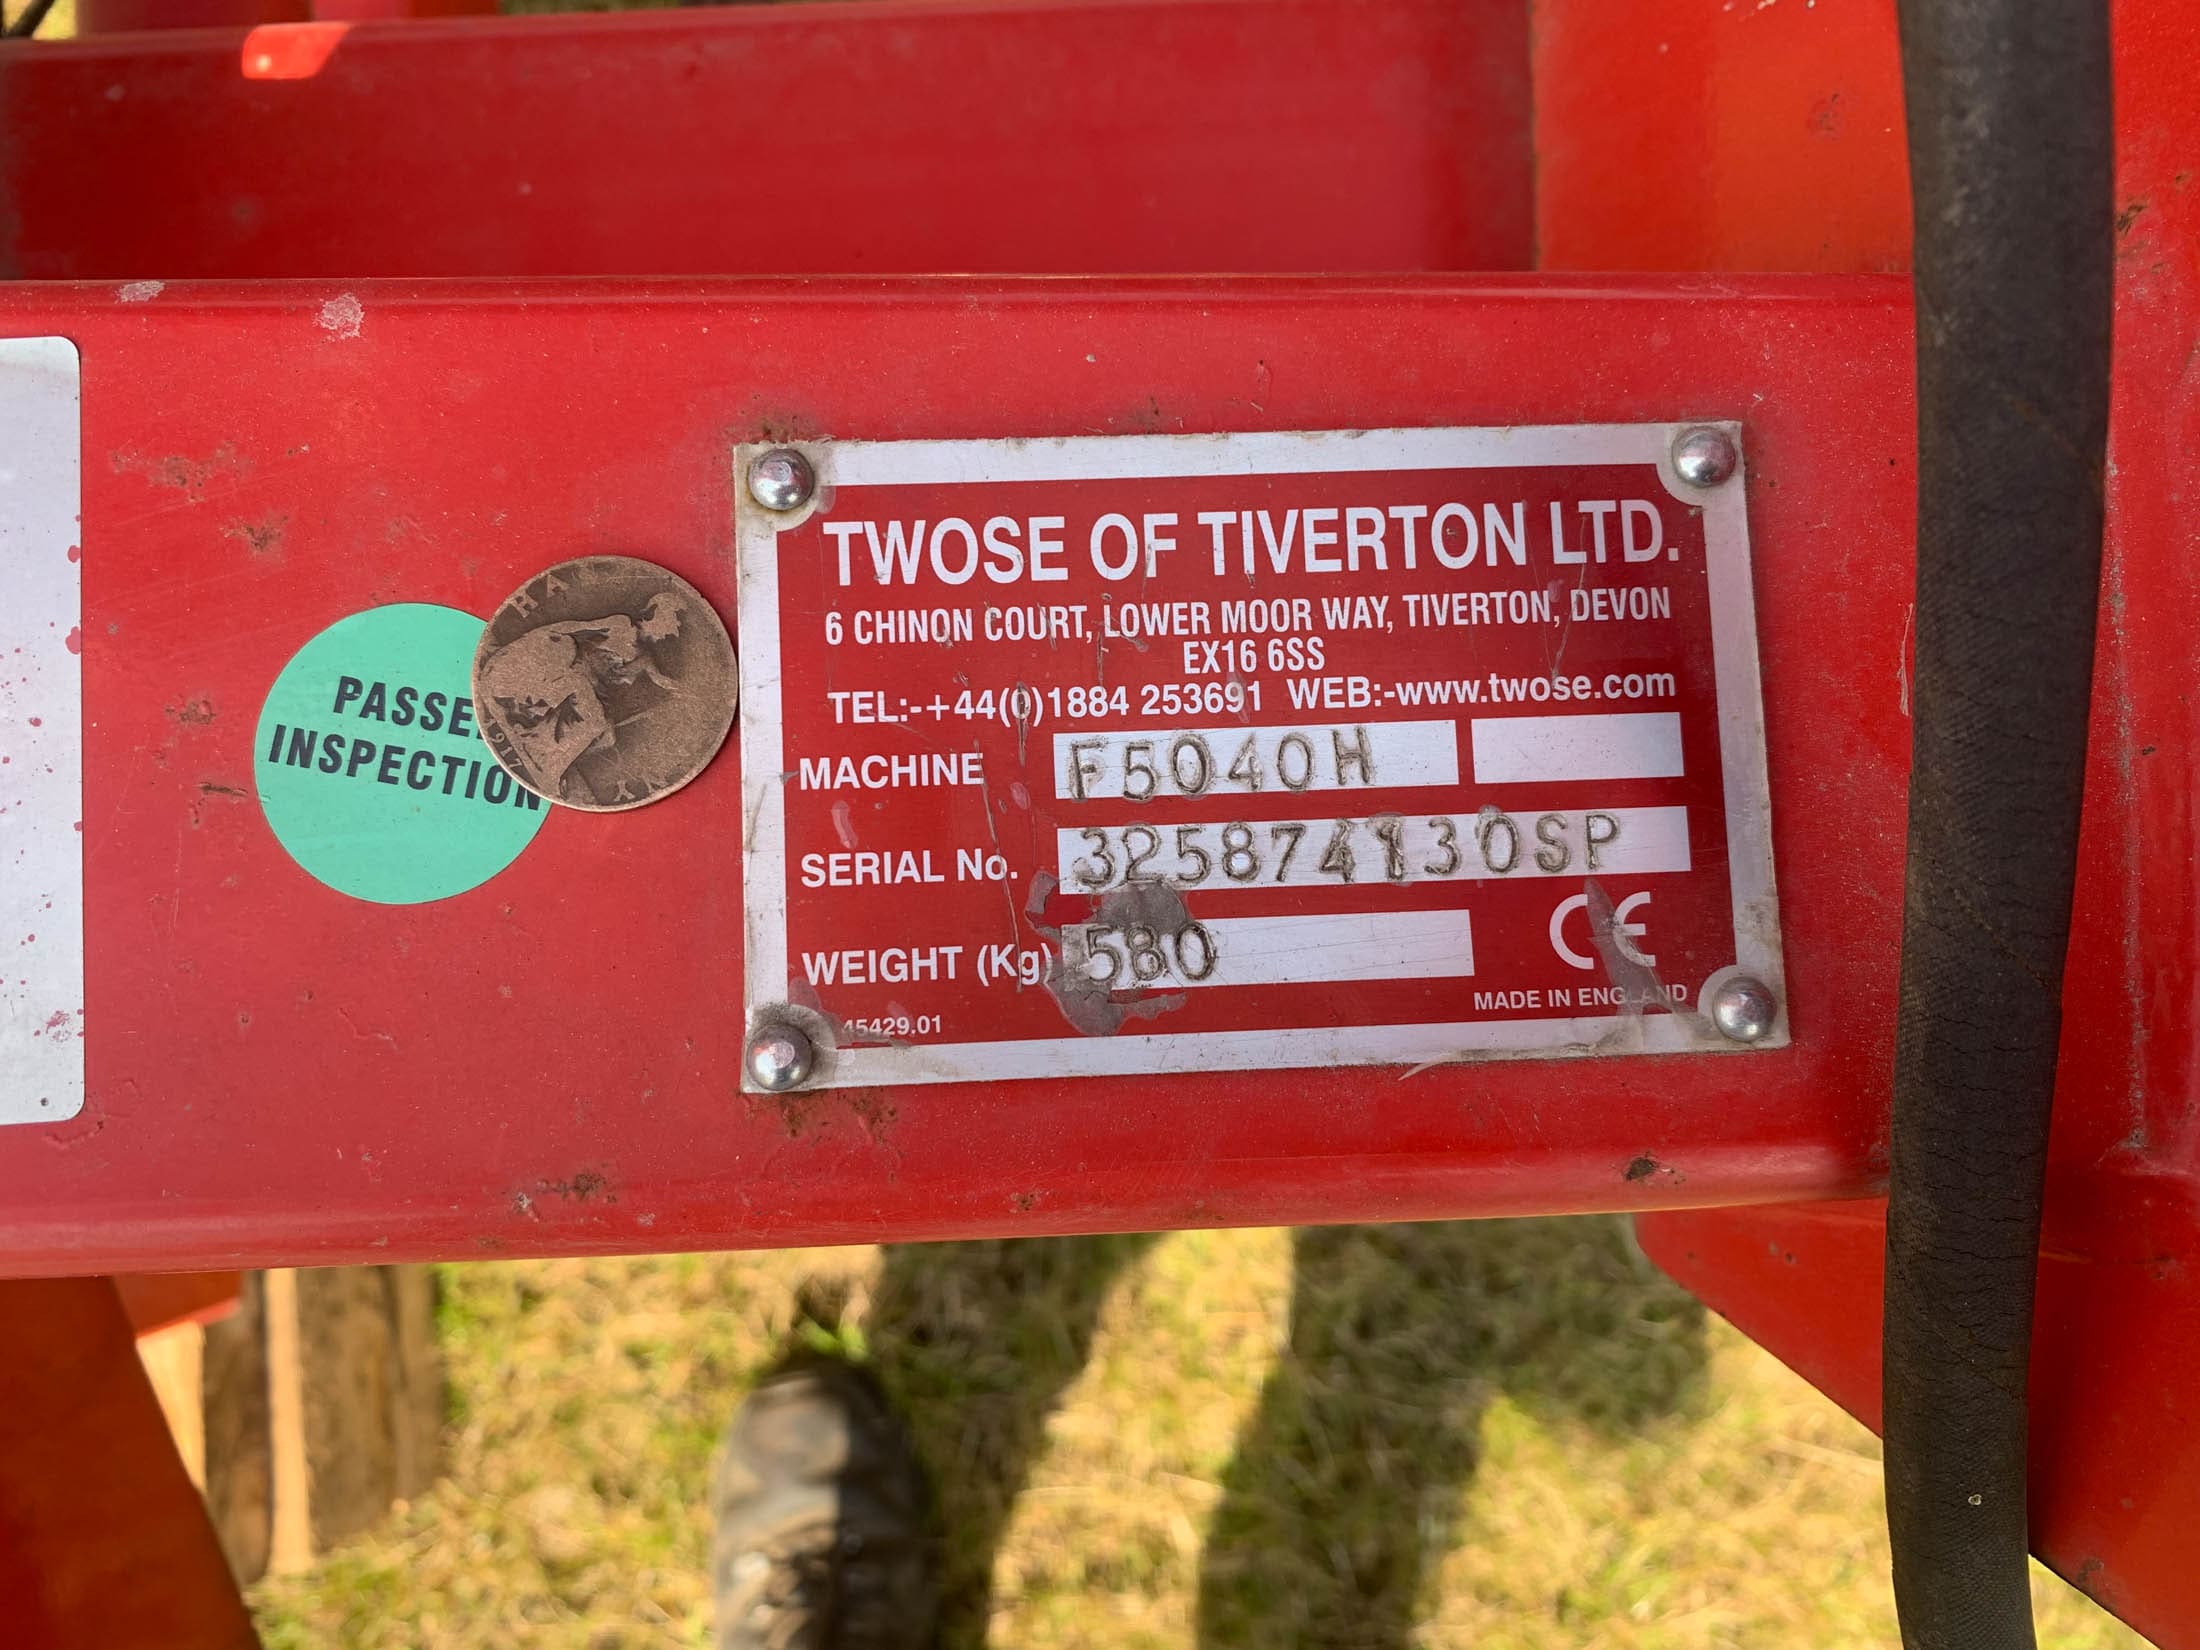 PASSE
INSPECTION
HA
1917
Y
TWOSE OF TIVERTON LTD.
6 CHINON COURT, LOWER MOOR WAY, TIVERTON, DEVON
EX16 6SS
TEL:-+44(0)1884 253691 WEB:-www.twose.com
MACHINE F5040H
SERIAL No. 325874130SP
WEIGHT (Kg) 580
CE
MADE IN ENGLAND
45429.01